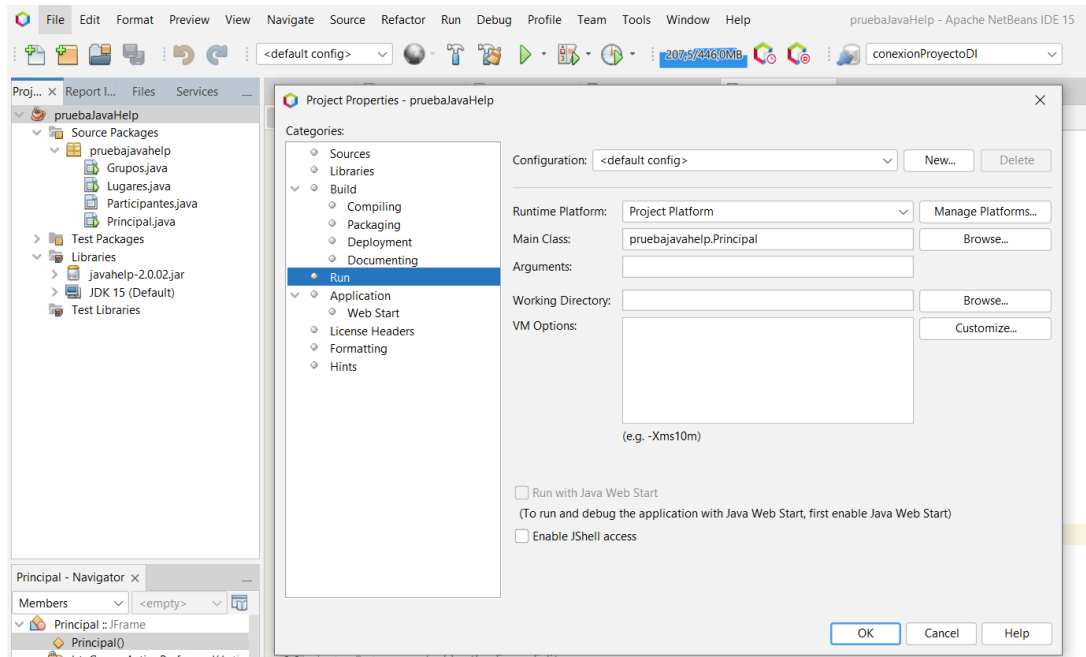 File Edit Format Preview View Navigate Source Refactor Run Debug Profile Team Tools Window Help pruebaJavaHelp - Apache NetBeans IDE 15
<default config> 207,5/446,0MB conexionProyectoDI
Proj... Report I... Files Services
pruebaJavaHelp
Source Packages
pruebajavahelp
Grupos.java
Lugares.java
Participantes.java
Principal.java
Test Packages
Libraries
javahelp-2.0.02.jar
JDK 15 (Default)
Test Libraries
Principal - Navigator
Members <empty>
Principal :: JFrame
Principal()
Project Properties - pruebaJavaHelp
Categories:
Sources
Libraries
Build
Compiling
Packaging
Deployment
Documenting
Run
Application
Web Start
License Headers
Formatting
Hints
Configuration: <default config> New... Delete
Runtime Platform: Project Platform Manage Platforms...
Main Class: pruebajavahelp.Principal Browse...
Arguments:
Working Directory: Browse...
VM Options: Customize...
(e.g. -Xms10m)
Run with Java Web Start
(To run and debug the application with Java Web Start, first enable Java Web Start)
Enable JShell access
OK Cancel Help